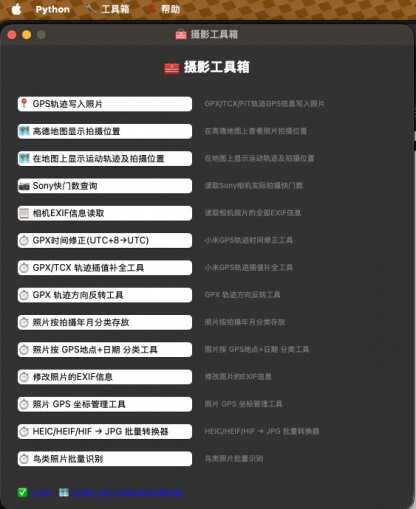 Python 工具箱 帮助
摄影工具箱
摄影工具箱
GPS轨迹写入照片 GPX/TCX/FIT轨迹GPS信息写入照片
高德地图显示拍摄位置 在高德地图上查看照片拍摄位置
在地图上显示运动轨迹及拍摄位置 在地图上显示运动轨迹及拍摄位置
Sony快门数查询 读取Sony相机实际拍摄快门数
相机EXIF信息读取 读取相机照片的全部EXIF信息
GPX时间修正(UTC+8→UTC) 小米GPS轨迹时间修正工具
GPX/TCX 轨迹插值补全工具 小米GPS轨迹插值补全工具
GPX 轨迹方向反转工具 GPX 轨迹方向反转工具
照片按拍摄年月分类存放 照片按拍摄年月分类存放
照片按 GPS地点+日期 分类工具 照片按 GPS地点+日期 分类工具
修改照片的EXIF信息 修改照片的EXIF信息
照片 GPS 坐标管理工具 照片 GPS 坐标管理工具
HEIC/HEIF/HIF → JPG 批量转换器 HEIC/HEIF/HIF → JPG 批量转换器
鸟类照片批量识别 鸟类照片批量识别